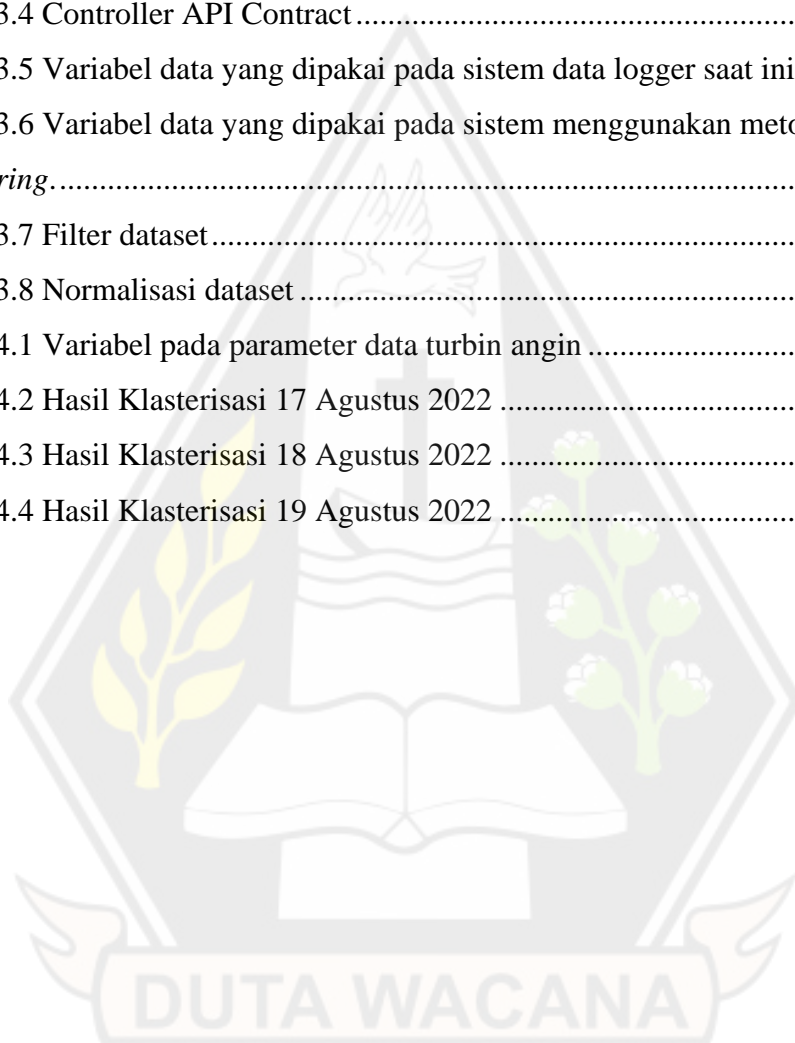 3.4 Controller API Contract........................................................
3.5 Variabel data yang dipakai pada sistem data logger saat ini
3.6 Variabel data yang dipakai pada sistem menggunakan meto
ring.....................................................................................................
3.7 Filter dataset..............................................................................
3.8 Normalisasi dataset..................................................................
4.1 Variabel pada parameter data turbin angin............................
4.2 Hasil Klasterisasi 17 Agustus 2022........................................
4.3 Hasil Klasterisasi 18 Agustus 2022........................................
4.4 Hasil Klasterisasi 19 Agustus 2022........................................
DUTA WACANA